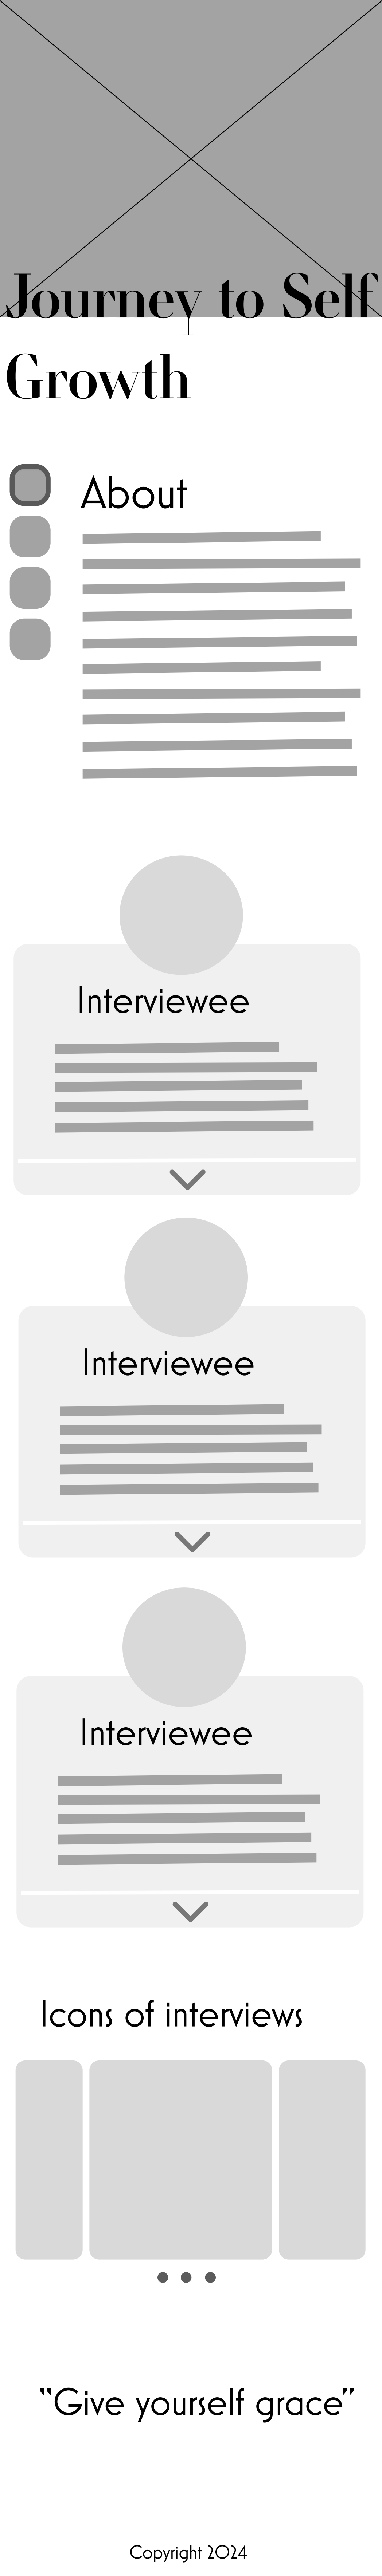 Journey to Self
Growth
About
Interviewee
Interviewee
Interviewee
Icons of interviews
“Give yourself grace”
Copyright 2024